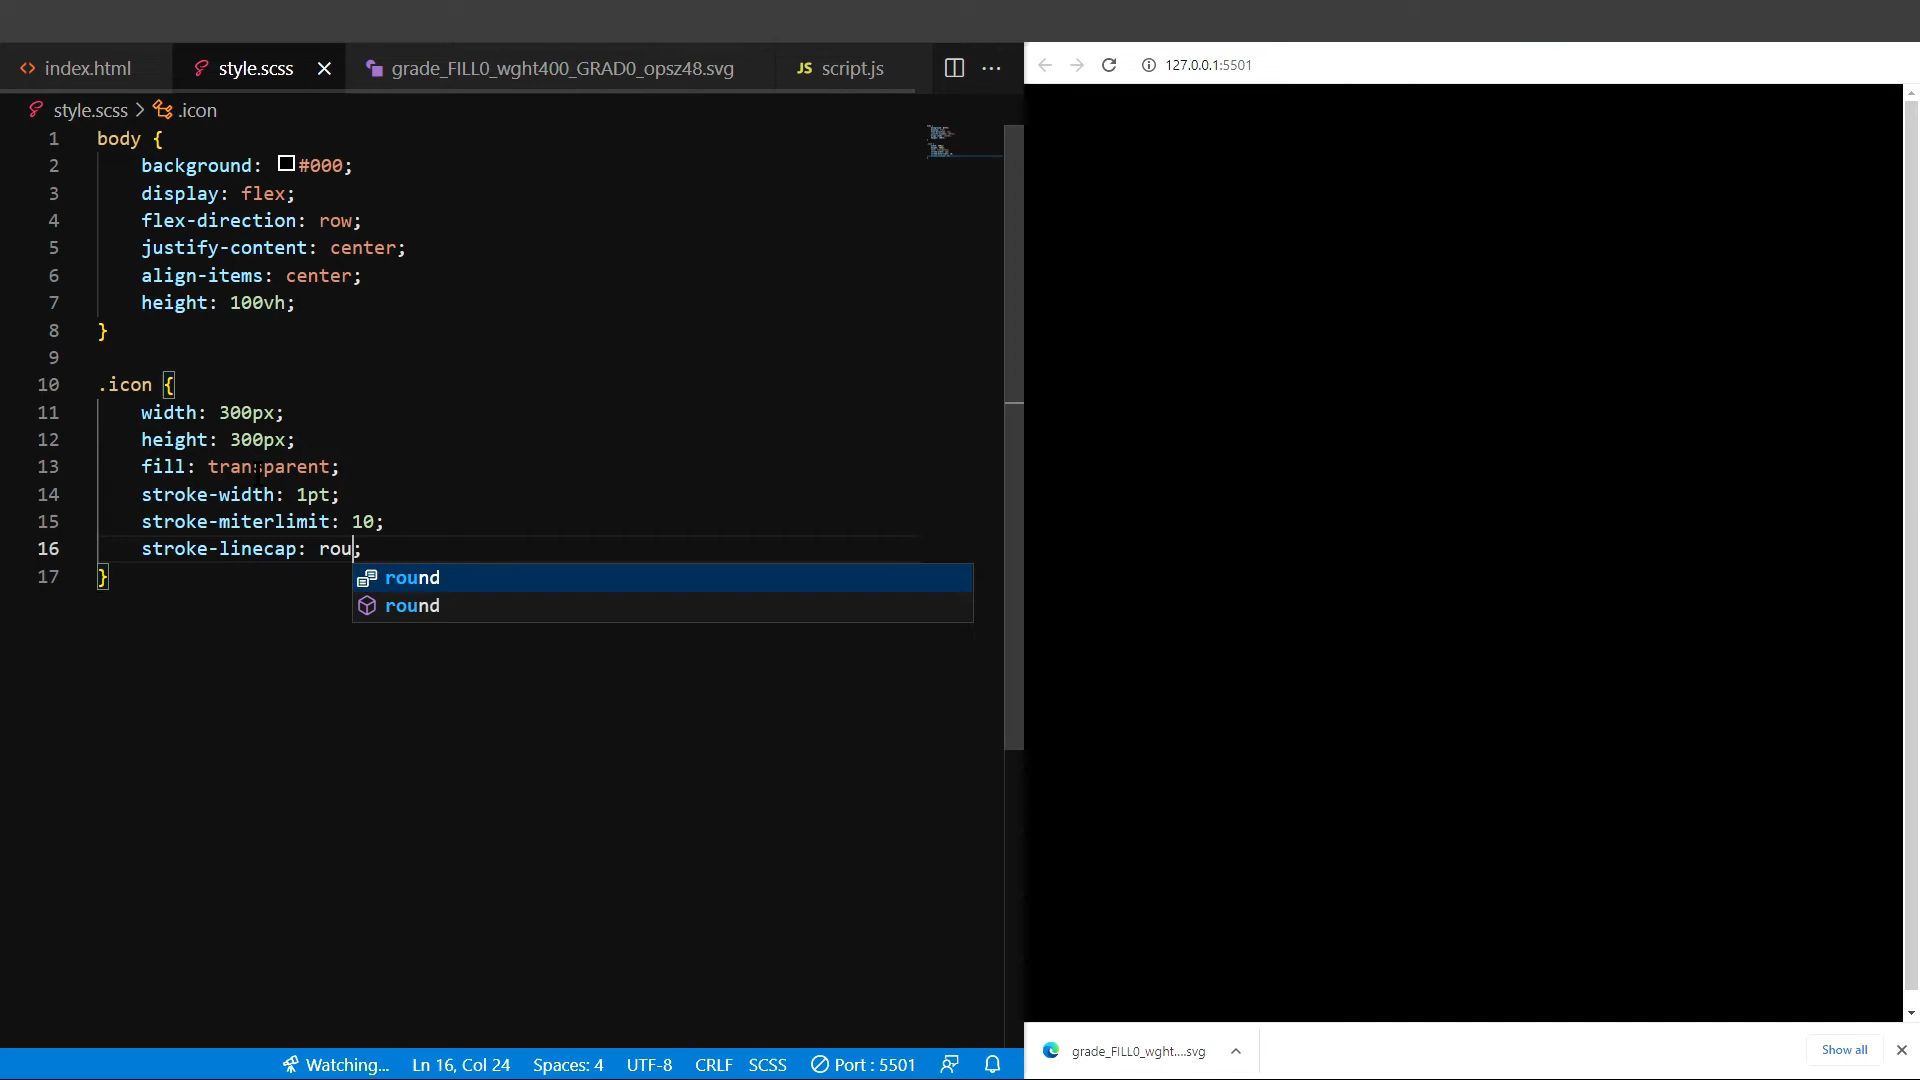 index.html
style.scss
grade_FILL0_wght400_GRAD0_opsz48.svg
JS script.js
127.0.0.1:5501
style.scss > .icon
1 body {
2 background: #000;
3 display: flex;
4 flex-direction: row;
5 justify-content: center;
6 align-items: center;
7 height: 100vh;
8 }
9
10 .icon {
11 width: 300px;
12 height: 300px;
13 fill: transparent;
14 stroke-width: 1pt;
15 stroke-miterlimit: 10;
16 stroke-linecap: rou;
round
17 }
round
Watching... Ln 16, Col 24 Spaces: 4 UTF-8 CRLF SCSS Port : 5501
grade_FILL0_wght....svg
Show all